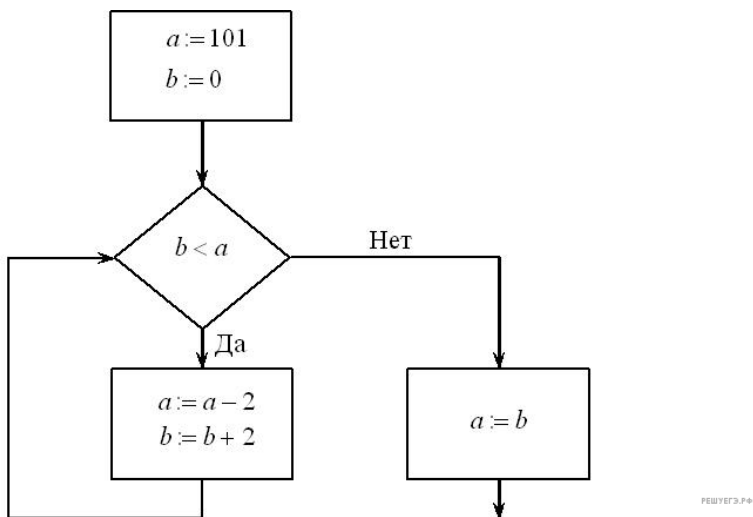 a := 101
b := 0
b < a
Нет
Да
a := a − 2
b := b + 2
a := b
РЕШУЕГЭ.РФ